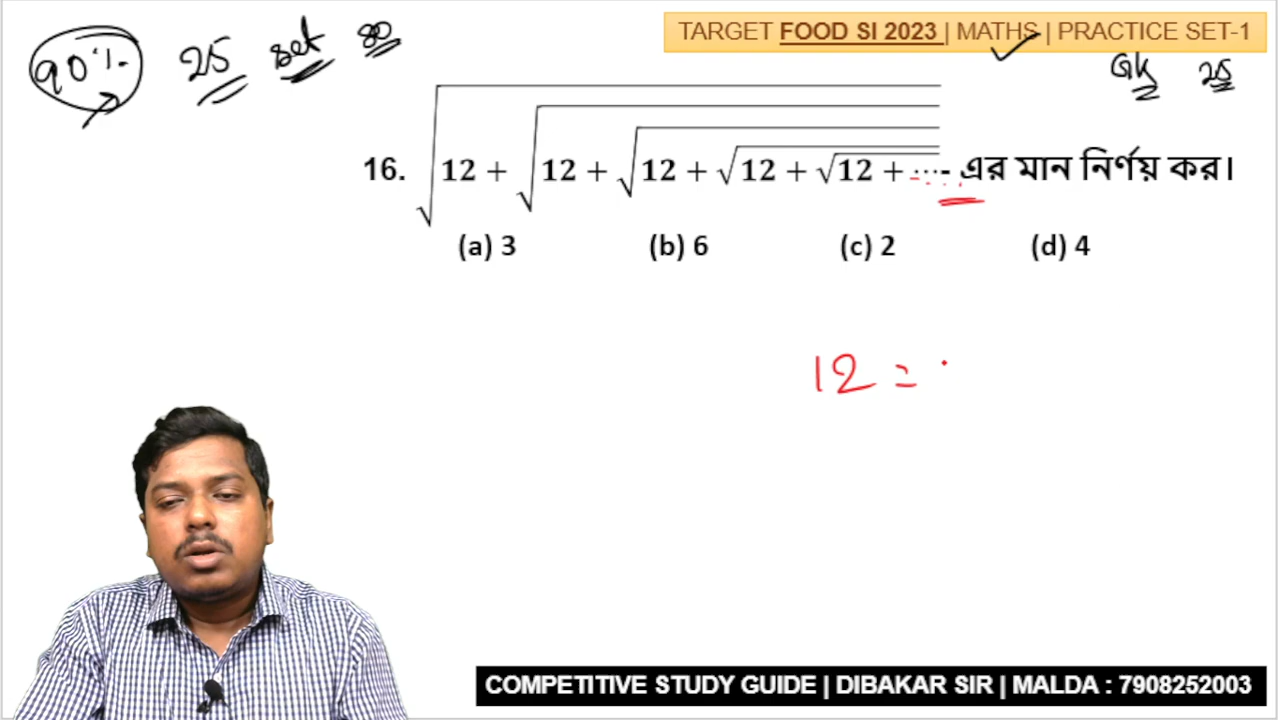 90%. 25 set
TARGET FOOD SI 2023 | MATHS | PRACTICE SET-1
GK 25
16. √12 + √12 + √12 + √12 + √12 + ⋯ - এর মান নির্ণয় কর।
(a) 3 (b) 6 (c) 2 (d) 4
12 =
COMPETITIVE STUDY GUIDE | DIBAKAR SIR | MALDA : 7908252003